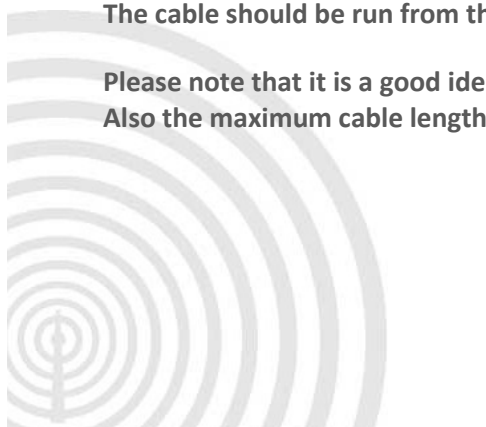 The cable should be run from th
Please note that it is a good ide
Also the maximum cable length